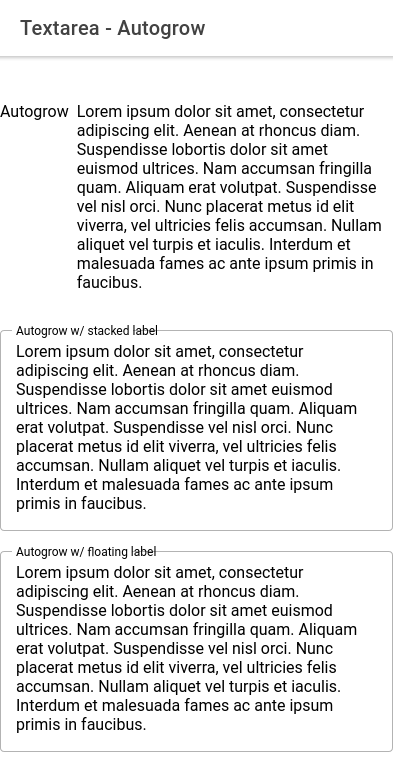 Textarea - Autogrow
Autogrow Lorem ipsum dolor sit amet, consectetur
adipiscing elit. Aenean at rhoncus diam.
Suspendisse lobortis dolor sit amet
euismod ultrices. Nam accumsan fringilla
quam. Aliquam erat volutpat. Suspendisse
vel nisl orci. Nunc placerat metus id elit
viverra, vel ultricies felis accumsan. Nullam
aliquet vel turpis et iaculis. Interdum et
malesuada fames ac ante ipsum primis in
faucibus.
Autogrow w/ stacked label
Lorem ipsum dolor sit amet, consectetur
adipiscing elit. Aenean at rhoncus diam.
Suspendisse lobortis dolor sit amet euismod
ultrices. Nam accumsan fringilla quam. Aliquam
erat volutpat. Suspendisse vel nisl orci. Nunc
placerat metus id elit viverra, vel ultricies felis
accumsan. Nullam aliquet vel turpis et iaculis.
Interdum et malesuada fames ac ante ipsum
primis in faucibus.
Autogrow w/ floating label
Lorem ipsum dolor sit amet, consectetur
adipiscing elit. Aenean at rhoncus diam.
Suspendisse lobortis dolor sit amet euismod
ultrices. Nam accumsan fringilla quam. Aliquam
erat volutpat. Suspendisse vel nisl orci. Nunc
placerat metus id elit viverra, vel ultricies felis
accumsan. Nullam aliquet vel turpis et iaculis.
Interdum et malesuada fames ac ante ipsum
primis in faucibus.